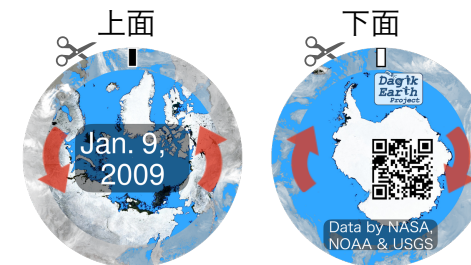 上面
下面
Jan. 9,
2009
Dagik
Earth
Project
Data by NASA,
NOAA & USGS